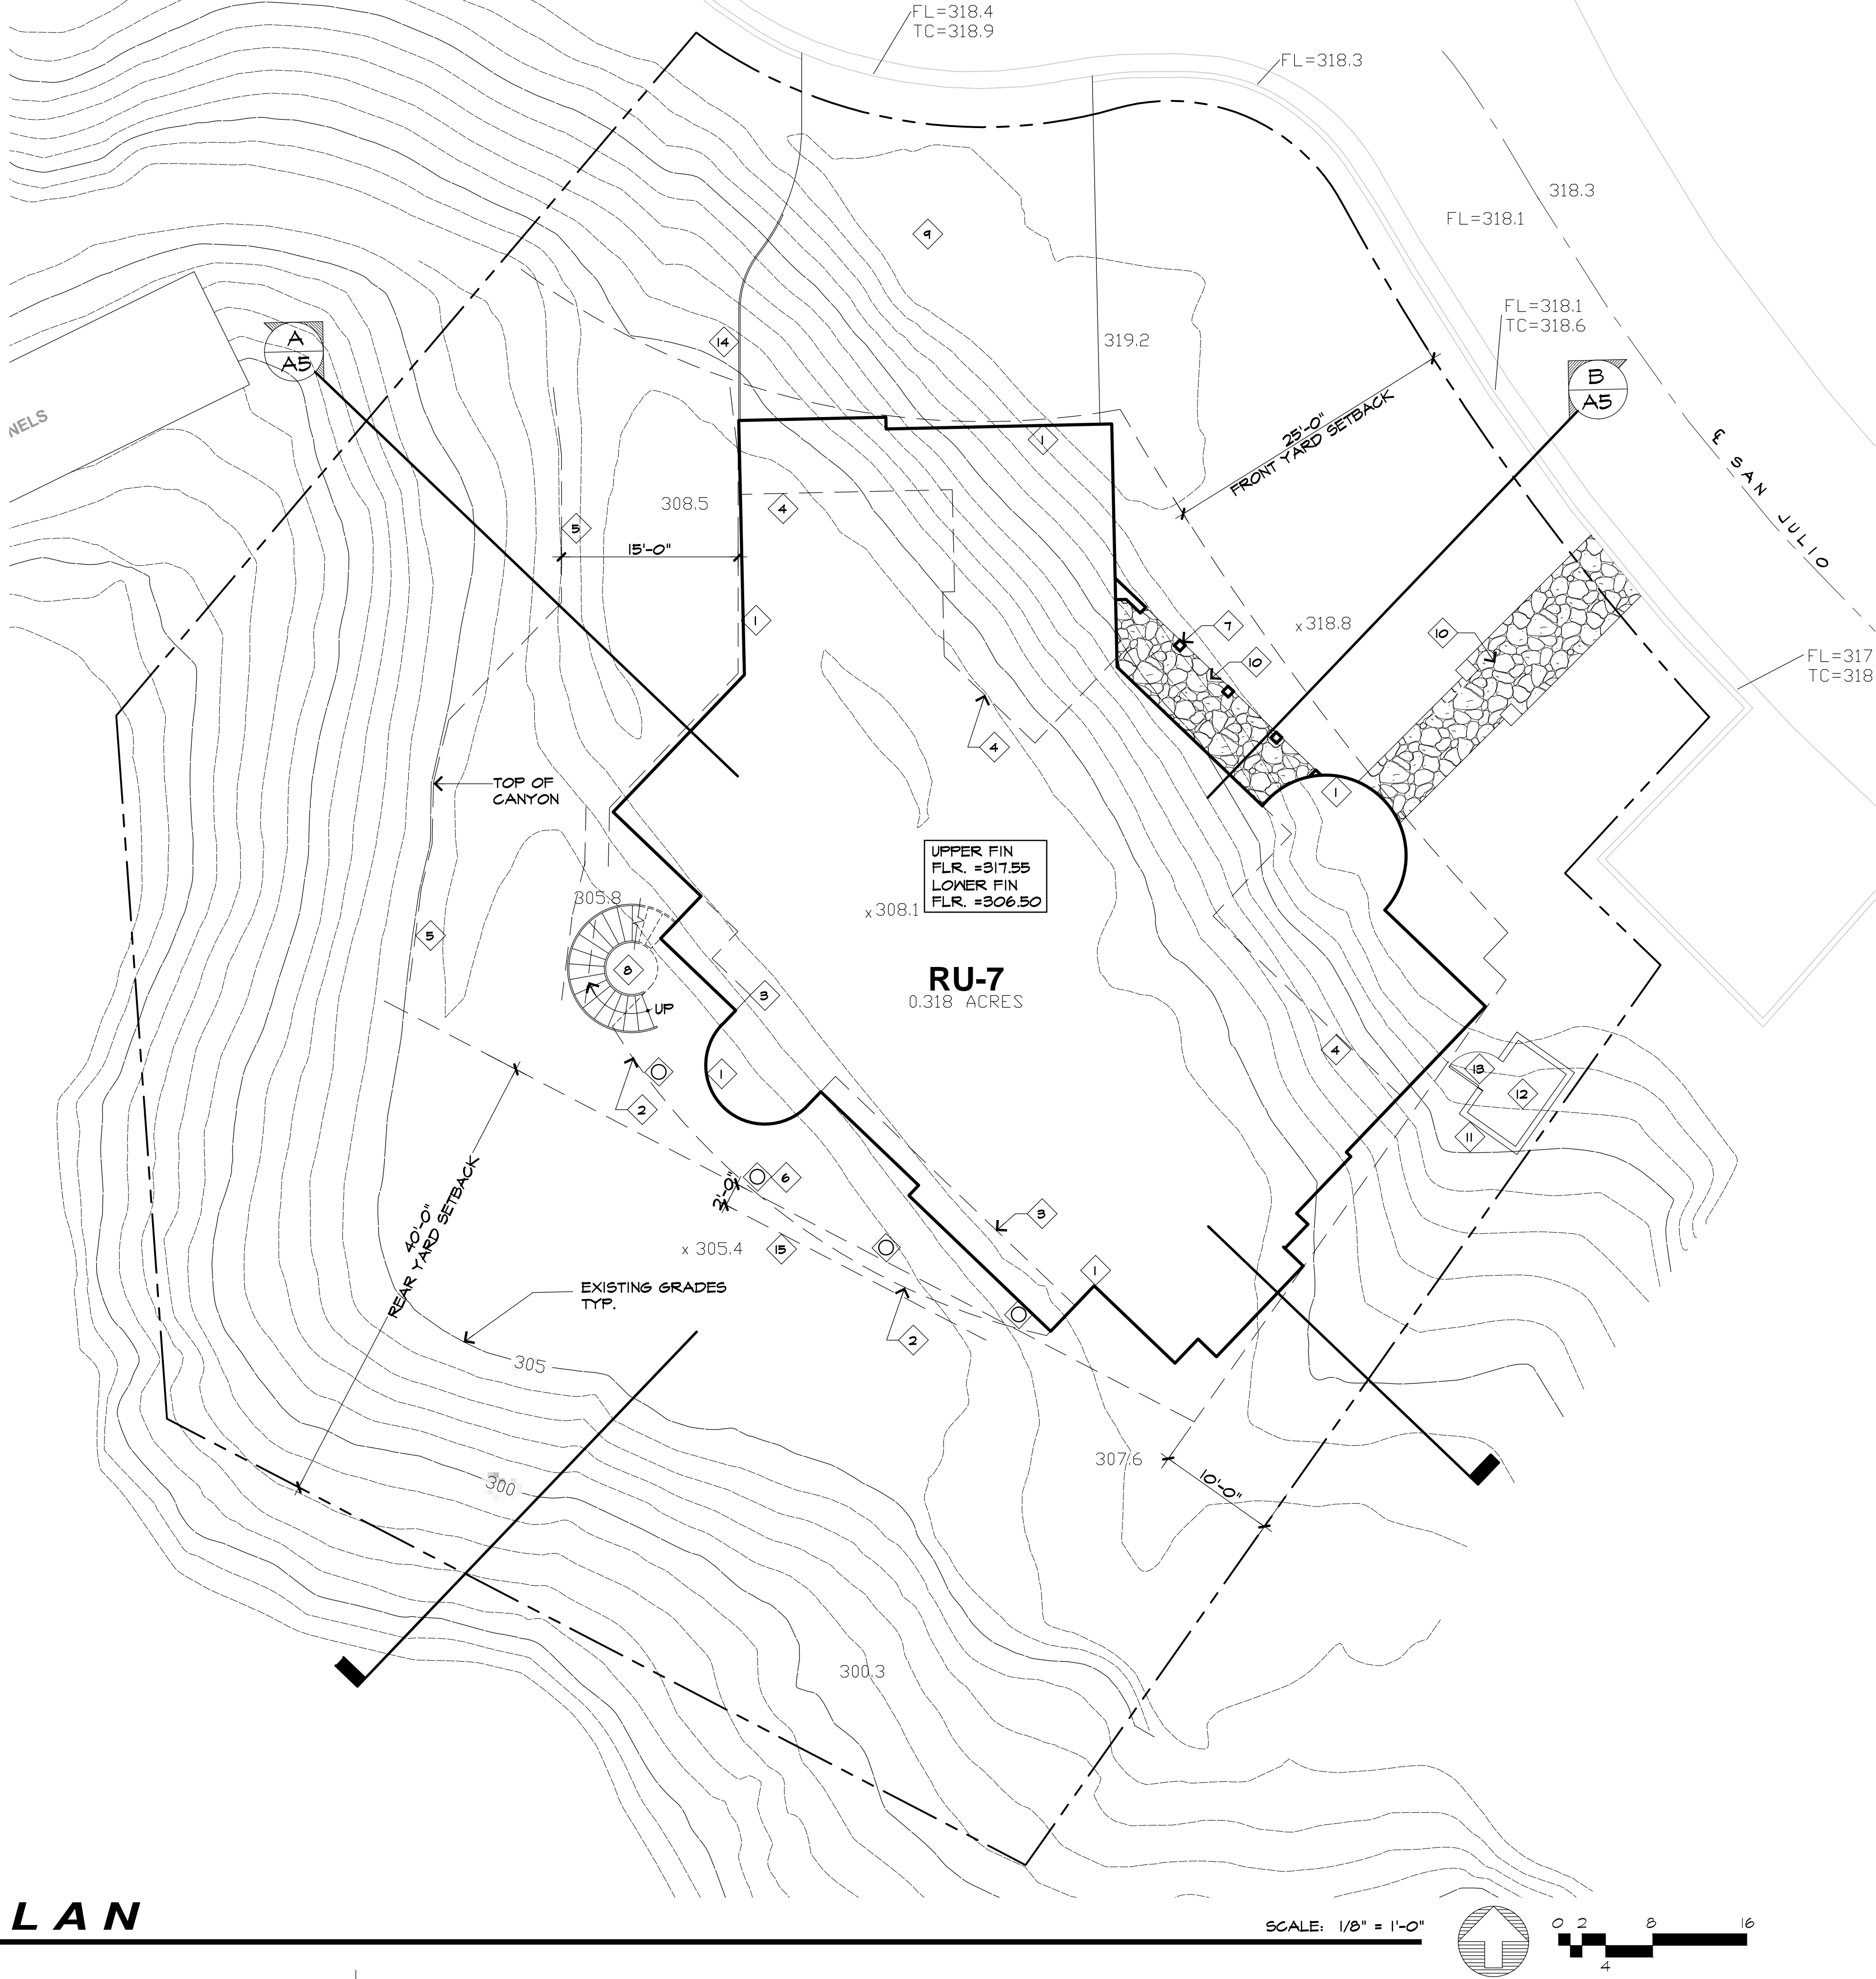 FL=318.4
TC=318.9
FL=318.3
318.3
FL=318.1
FL=318.1
TC=318.6
A
A5
B
A5
9
14
319.2
1
25'-0"
FRONT YARD SETBACK
NELS
℄ SAN JULIO
308.5
4
5
15'-0"
1
7
x 318.8
10
10
FL=317
TC=318
4
TOP OF
CANYON
1
UPPER FIN
FLR. =317.55
LOWER FIN
FLR. =306.50
305.8
x 308.1
5
8
RU-7
0.318 ACRES
3
UP
4
1
13
12
2
11
6
2'-0"
3
40'-0"
REAR YARD SETBACK
x 305.4
15
1
EXISTING GRADES
TYP.
2
305
307.6
10'-0"
300
300.3
LAN
SCALE: 1/8" = 1'-0"
0 2 8 16
4